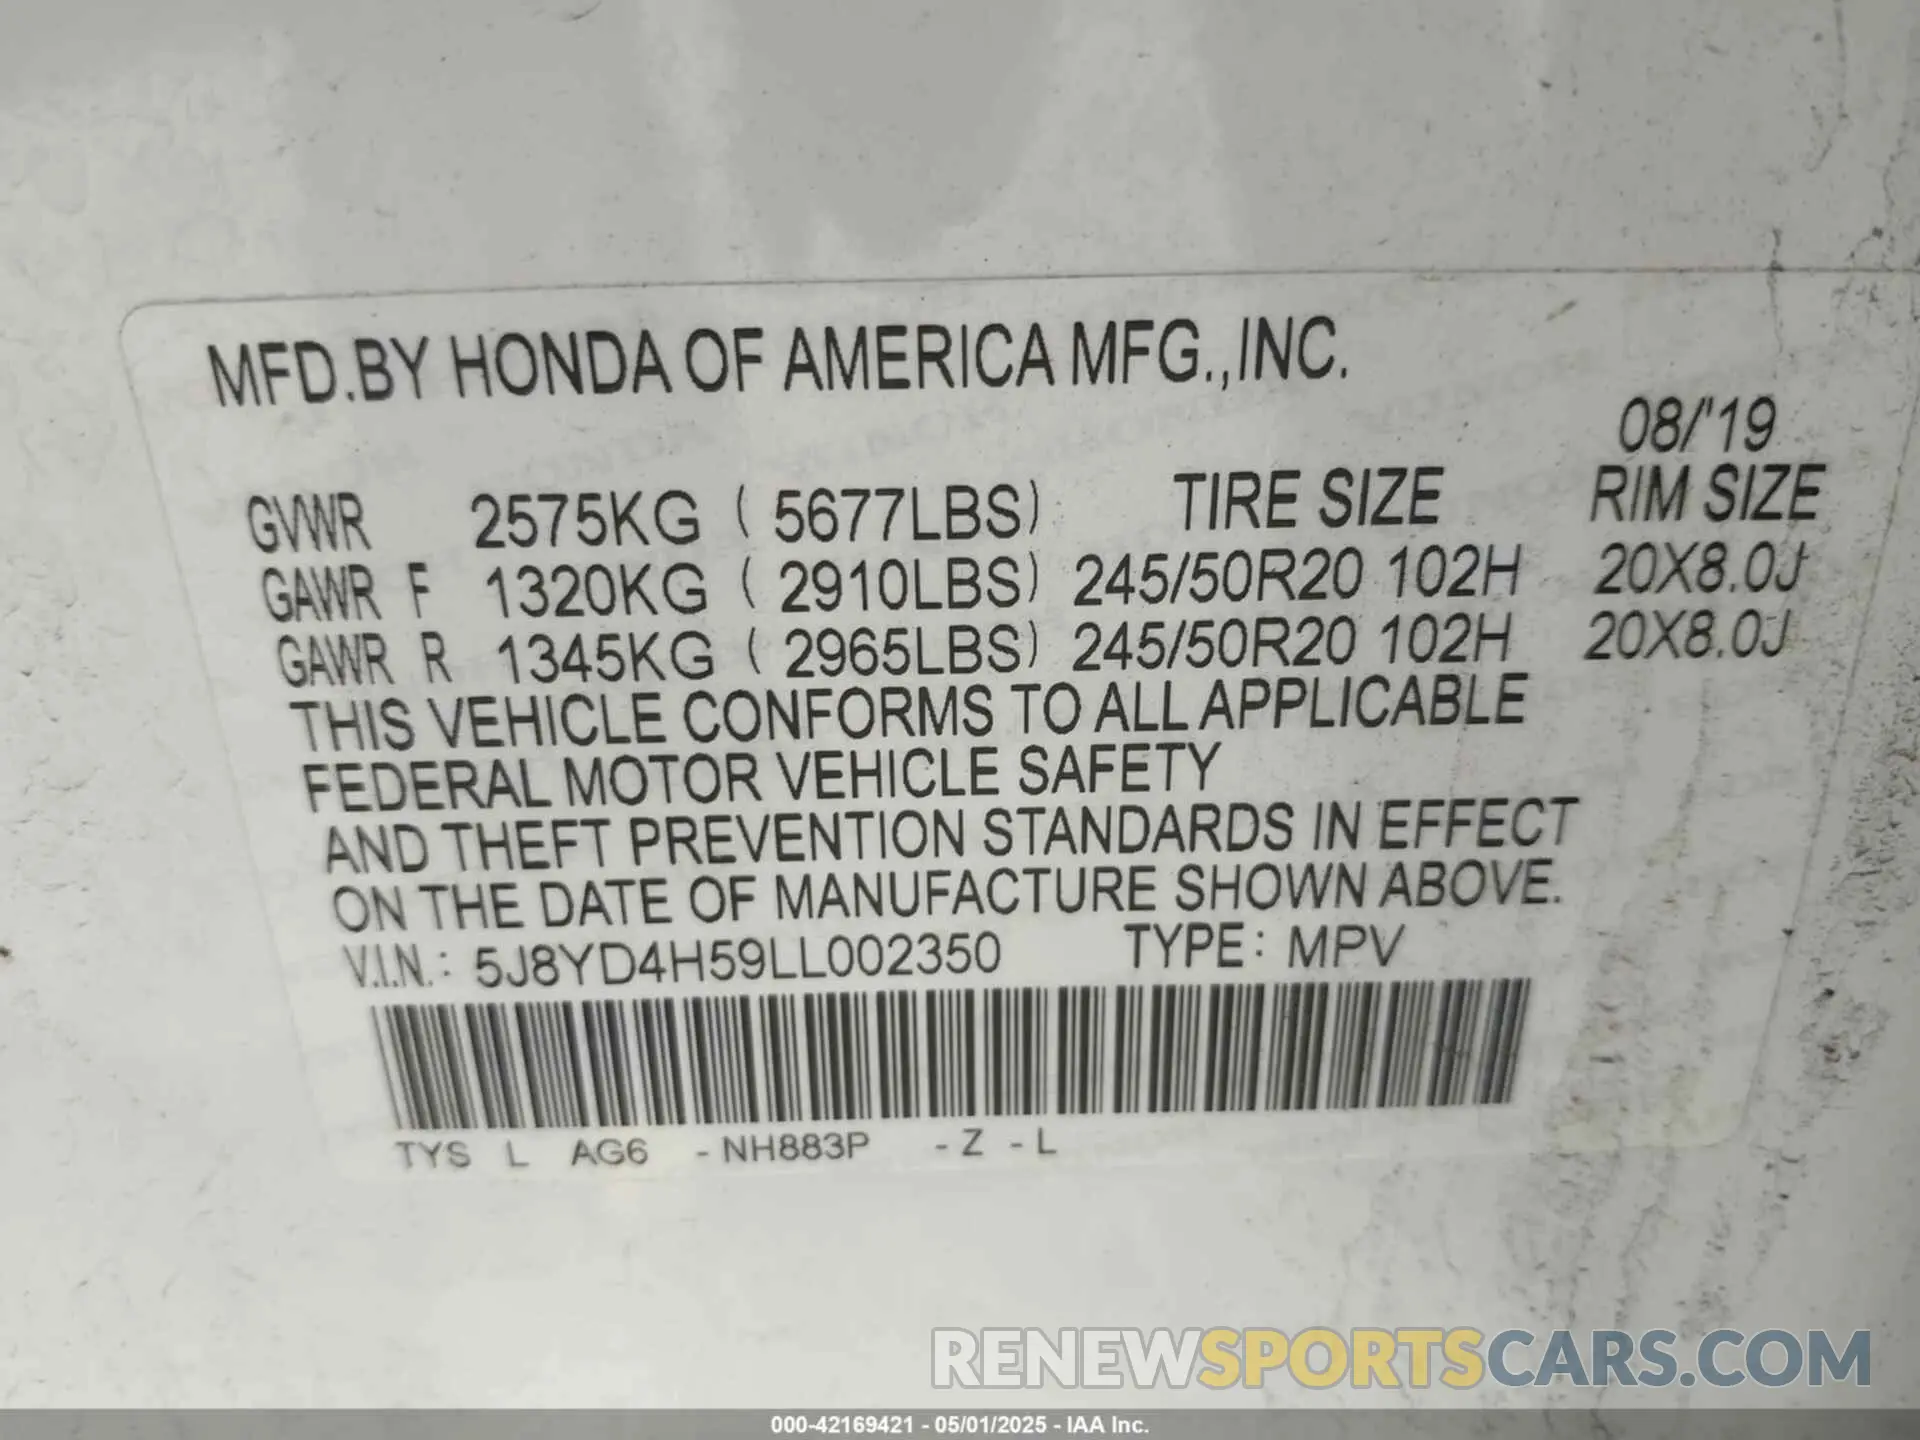 MFD.BY HONDA OF AMERICA MFG.,INC.
08/'19
GVWR 2575KG ( 5677LBS) TIRE SIZE RIM SIZE
GAWR F 1320KG ( 2910LBS) 245/50R20 102H 20X8.0J
GAWR R 1345KG ( 2965LBS) 245/50R20 102H 20X8.0J
THIS VEHICLE CONFORMS TO ALL APPLICABLE
FEDERAL MOTOR VEHICLE SAFETY
AND THEFT PREVENTION STANDARDS IN EFFECT
ON THE DATE OF MANUFACTURE SHOWN ABOVE.
V.I.N.: 5J8YD4H59LL002350 TYPE: MPV
TYS L AG6 -NH883P -Z -L
RENEWSPORTSCARS.COM
000-42169421 - 05/01/2025 - IAA Inc.